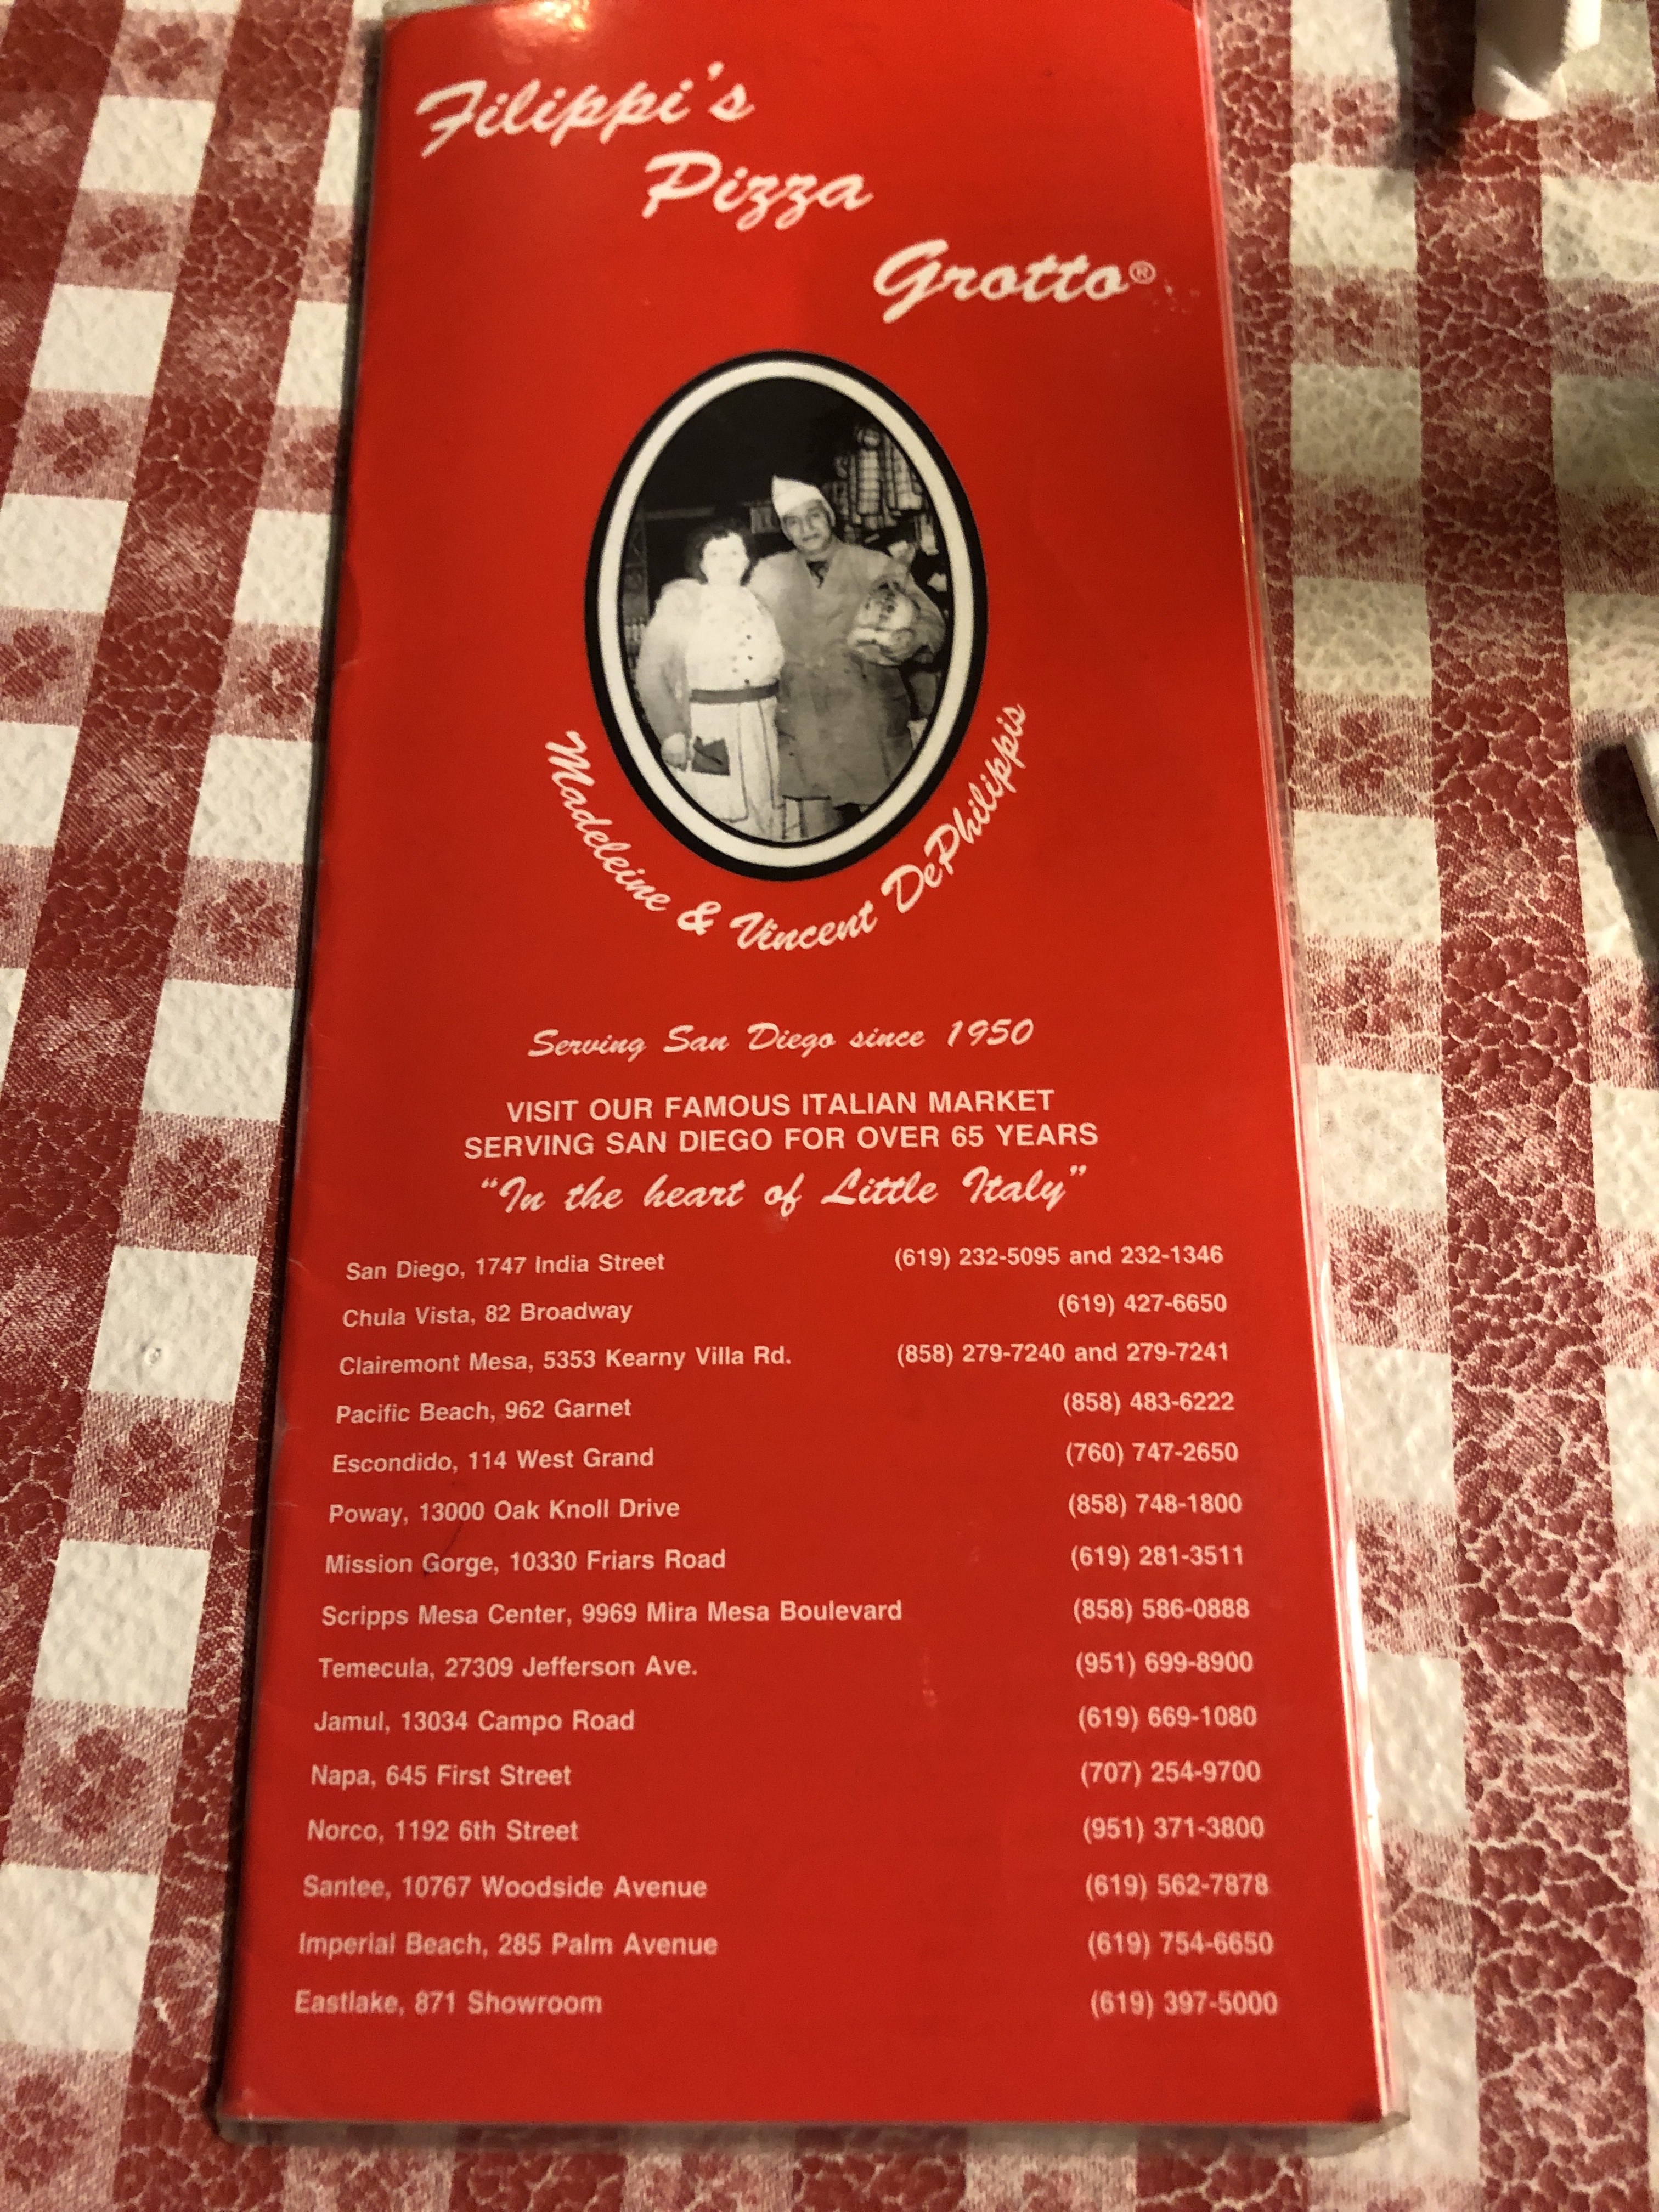 Filippi's
Pizza
Grotto®
Madeleine & Vincent DePhilippis
Serving San Diego since 1950
VISIT OUR FAMOUS ITALIAN MARKET
SERVING SAN DIEGO FOR OVER 65 YEARS
"In the heart of Little Italy"
San Diego, 1747 India Street (619) 232-5095 and 232-1346
Chula Vista, 82 Broadway (619) 427-6650
Clairemont Mesa, 5353 Kearny Villa Rd. (858) 279-7240 and 279-7241
Pacific Beach, 962 Garnet (858) 483-6222
Escondido, 114 West Grand (760) 747-2650
Poway, 13000 Oak Knoll Drive (858) 748-1800
Mission Gorge, 10330 Friars Road (619) 281-3511
Scripps Mesa Center, 9969 Mira Mesa Boulevard (858) 586-0888
Temecula, 27309 Jefferson Ave. (951) 699-8900
Jamul, 13034 Campo Road (619) 669-1080
Napa, 645 First Street (707) 254-9700
Norco, 1192 6th Street (951) 371-3800
Santee, 10767 Woodside Avenue (619) 562-7878
Imperial Beach, 285 Palm Avenue (619) 754-6650
Eastlake, 871 Showroom (619) 397-5000